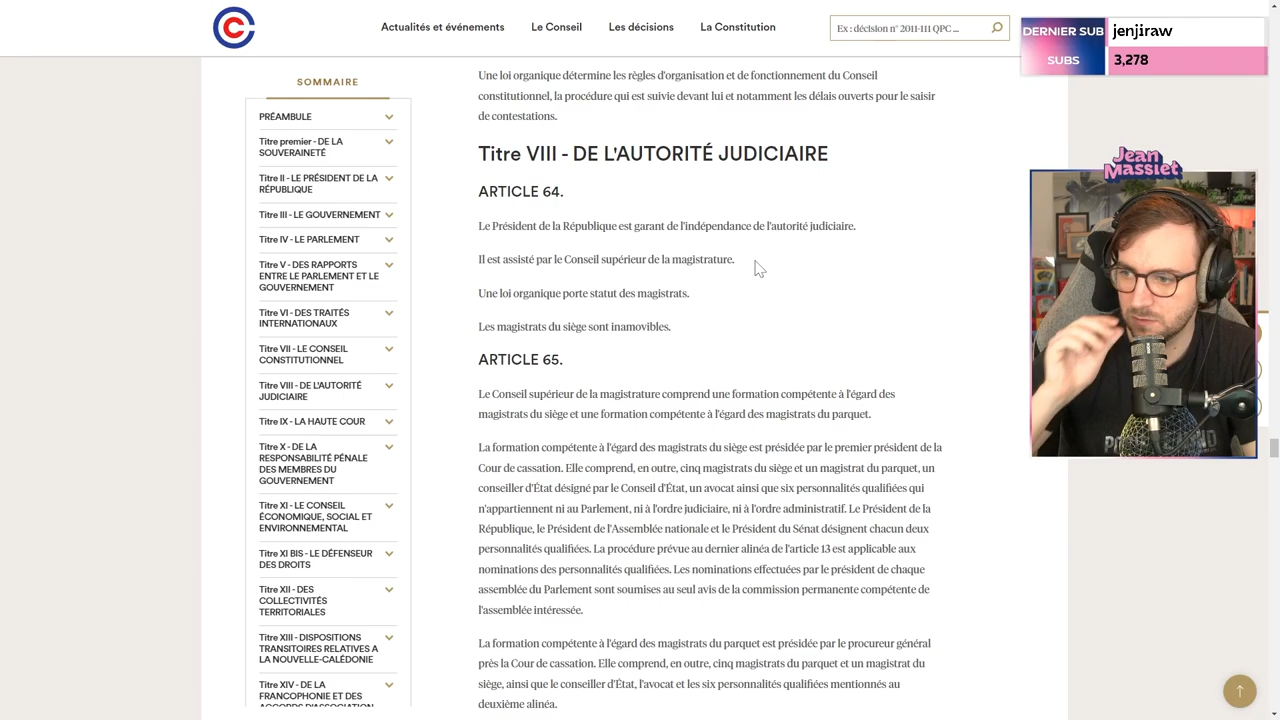 Actualités et événements
Le Conseil
Les décisions
La Constitution
Ex : décision n° 2011-111 QPC ...
DERNIER SUB
jenjiraw
SUBS
3,278
Jean
Massiet
SOMMAIRE
PRÉAMBULE
Titre premier - DE LA
SOUVERAINETÉ
Titre II - LE PRÉSIDENT DE LA
RÉPUBLIQUE
Titre III - LE GOUVERNEMENT
Titre IV - LE PARLEMENT
Titre V - DES RAPPORTS
ENTRE LE PARLEMENT ET LE
GOUVERNEMENT
Titre VI - DES TRAITÉS
INTERNATIONAUX
Titre VII - LE CONSEIL
CONSTITUTIONNEL
Titre VIII - DE L'AUTORITÉ
JUDICIAIRE
Titre IX - LA HAUTE COUR
Titre X - DE LA
RESPONSABILITÉ PÉNALE
DES MEMBRES DU
GOUVERNEMENT
Titre XI - LE CONSEIL
ÉCONOMIQUE, SOCIAL ET
ENVIRONNEMENTAL
Titre XI BIS - LE DÉFENSEUR
DES DROITS
Titre XII - DES
COLLECTIVITÉS
TERRITORIALES
Titre XIII - DISPOSITIONS
TRANSITOIRES RELATIVES A
LA NOUVELLE-CALÉDONIE
Titre XIV - DE LA
FRANCOPHONIE ET DES
ACCORDS D'ASSOCIATION
Une loi organique détermine les règles d'organisation et de fonctionnement du Conseil
constitutionnel, la procédure qui est suivie devant lui et notamment les délais ouverts pour le saisir
de contestations.
Titre VIII - DE L'AUTORITÉ JUDICIAIRE
ARTICLE 64.
Le Président de la République est garant de l'indépendance de l'autorité judiciaire.
Il est assisté par le Conseil supérieur de la magistrature.
Une loi organique porte statut des magistrats.
Les magistrats du siège sont inamovibles.
ARTICLE 65.
Le Conseil supérieur de la magistrature comprend une formation compétente à l'égard des
magistrats du siège et une formation compétente à l'égard des magistrats du parquet.
La formation compétente à l'égard des magistrats du siège est présidée par le premier président de la
Cour de cassation. Elle comprend, en outre, cinq magistrats du siège et un magistrat du parquet, un
conseiller d'État désigné par le Conseil d'État, un avocat ainsi que six personnalités qualifiées qui
n'appartiennent ni au Parlement, ni à l'ordre judiciaire, ni à l'ordre administratif. Le Président de la
République, le Président de l'Assemblée nationale et le Président du Sénat désignent chacun deux
personnalités qualifiées. La procédure prévue au dernier alinéa de l'article 13 est applicable aux
nominations des personnalités qualifiées. Les nominations effectuées par le président de chaque
assemblée du Parlement sont soumises au seul avis de la commission permanente compétente de
l'assemblée intéressée.
La formation compétente à l'égard des magistrats du parquet est présidée par le procureur général
près la Cour de cassation. Elle comprend, en outre, cinq magistrats du parquet et un magistrat du
siège, ainsi que le conseiller d'État, l'avocat et les six personnalités qualifiées mentionnés au
deuxième alinéa.